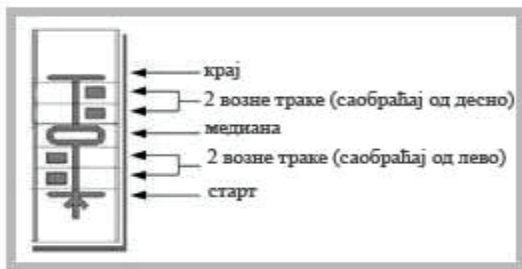 крај
2 возне траке (саобраћај од десно)
медиана
2 возне траке (саобраћај од лево)
старт